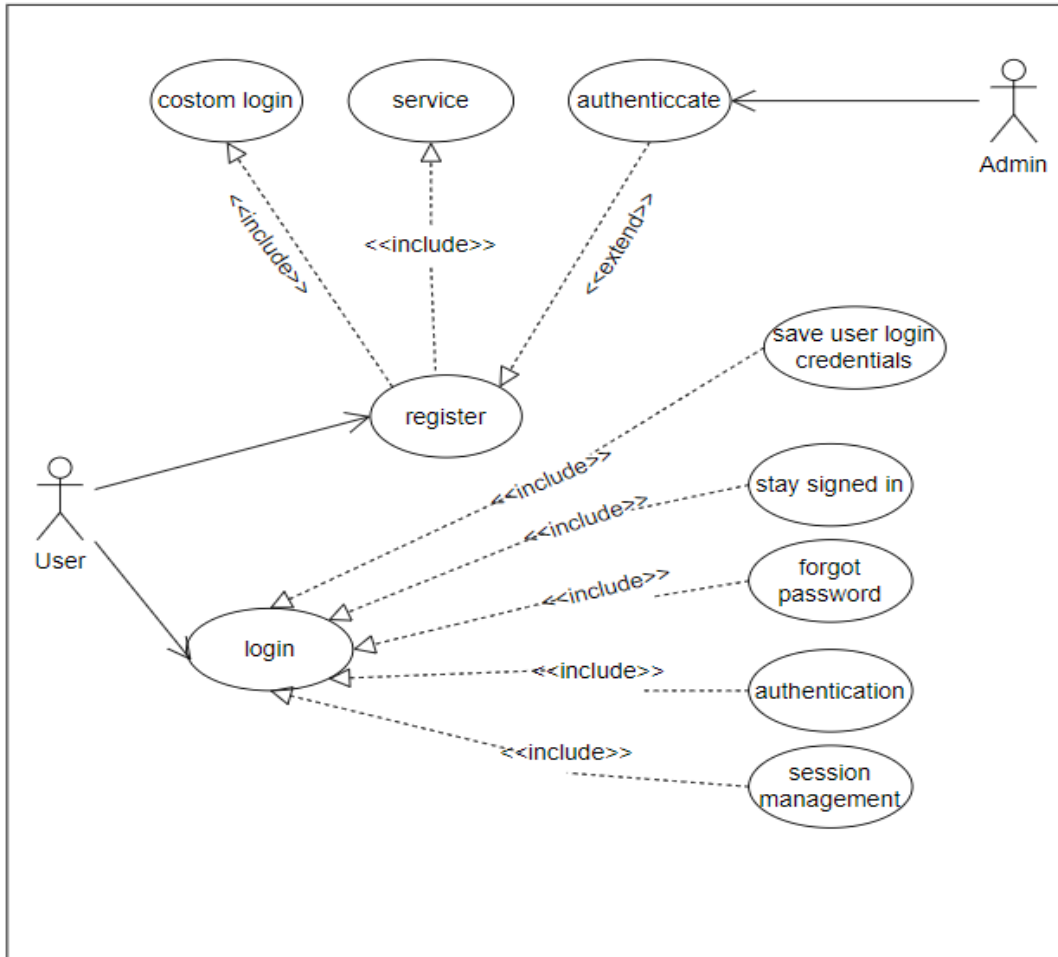 costom login
service
authenticcate
Admin
<<include>>
<<include>>
<<extend>>
save user login
credentials
register
<<include>>
stay signed in
<<include>>
User
forgot
password
<<include>>
login
<<include>>
authentication
<<include>>
session
management